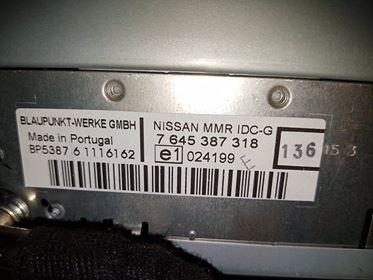 BLAUPUNKT-WERKE GMBH
Made in Portugal
BP5387 6 1116162
NISSAN MMR IDC-G
7 645 387 318
e1 024199
136